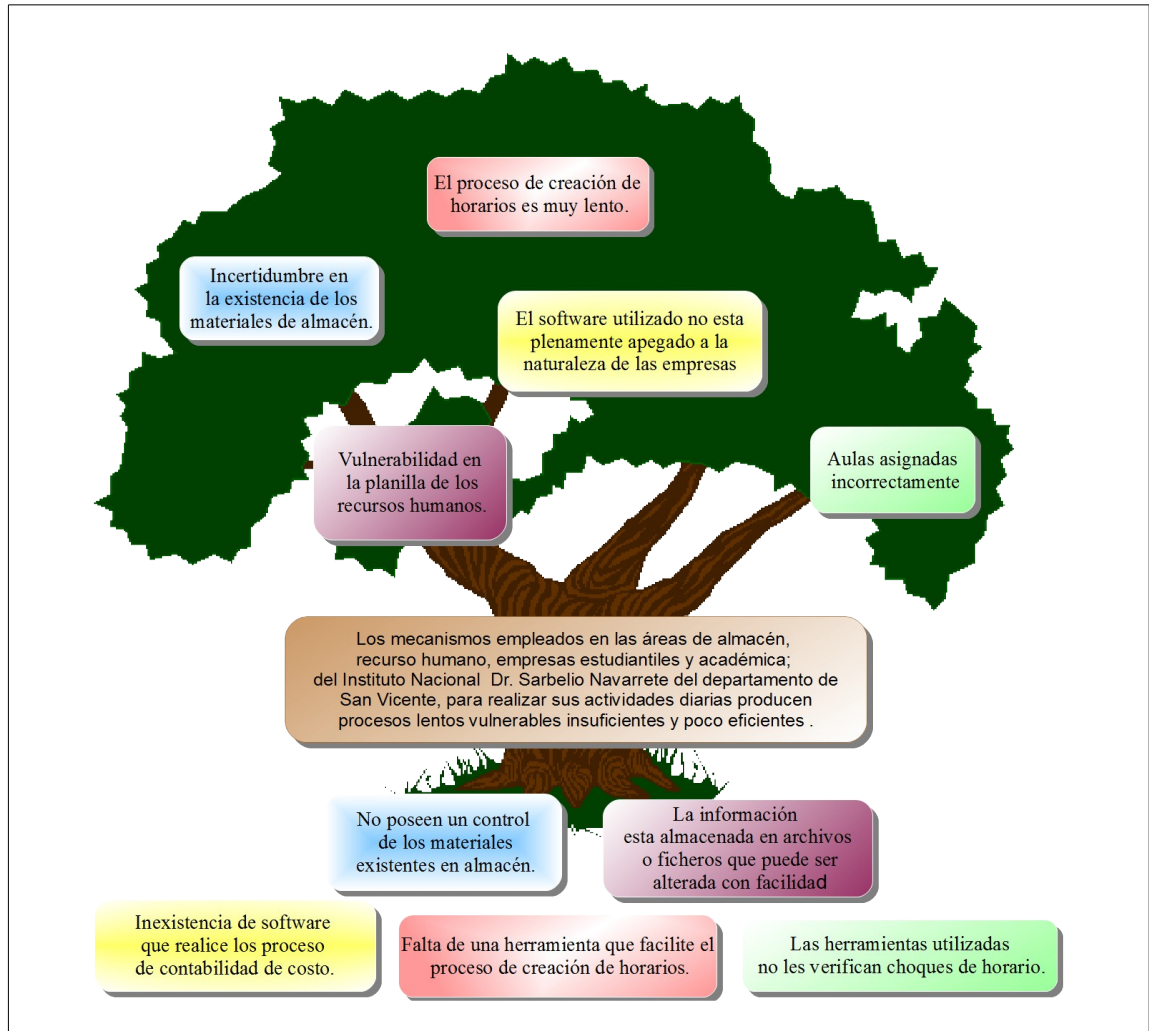 El proceso de creación de
horarios es muy lento.
Incertidumbre en
la existencia de los
materiales de almacén.
El software utilizado no esta
plenamente apegado a la
naturaleza de las empresas
Vulnerabilidad en
la planilla de los
recursos humanos.
Aulas asignadas
incorrectamente
Los mecanismos empleados en las áreas de almacén,
recurso humano, empresas estudiantiles y académica;
del Instituto Nacional Dr. Sarbelio Navarrete del departamento de
San Vicente, para realizar sus actividades diarias producen
procesos lentos vulnerables insuficientes y poco eficientes .
No poseen un control
de los materiales
existentes en almacén.
La información
esta almacenada en archivos
o ficheros que puede ser
alterada con facilidad
Inexistencia de software
que realice los proceso
de contabilidad de costo.
Falta de una herramienta que facilite el
proceso de creación de horarios.
Las herramientas utilizadas
no les verifican choques de horario.